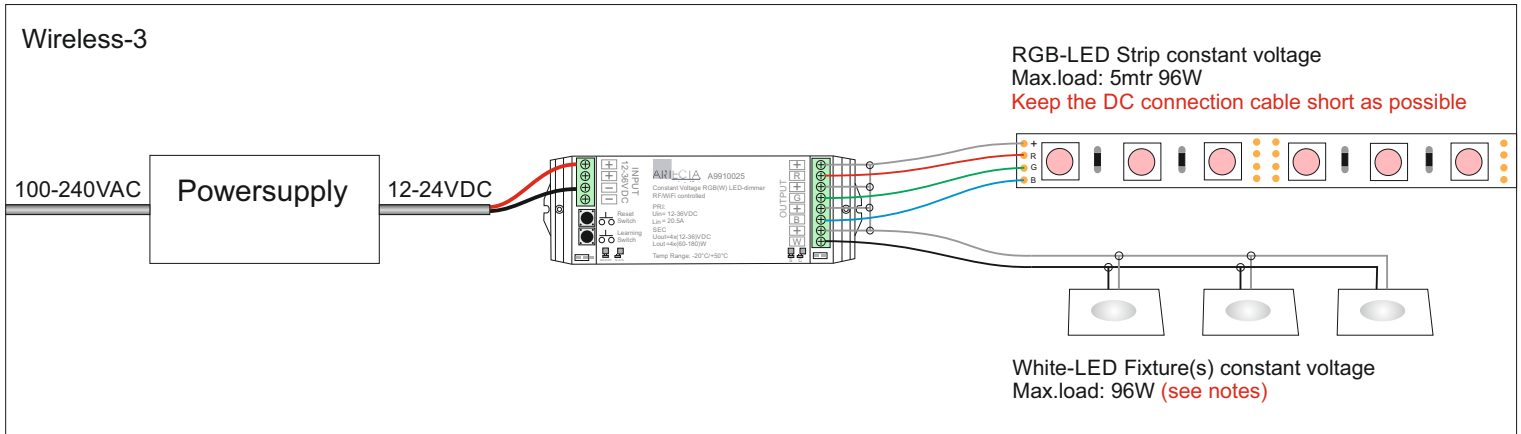 Wireless-3
RGB-LED Strip constant voltage
Max.load: 5mtr 96W
Keep the DC connection cable short as possible
100-240VAC
Powersupply
12-24VDC
+
+
−
−
INPUT
12-36VDC
Reset
Switch
Learning
Switch
ARTECIA A9910025
Constant Voltage RGB(W) LED-dimmer
RF/WiFi controlled
PRI:
Uin= 12-36VDC
Lin = 20.5A
SEC
Uout=4x(12-36)VDC
Lout=4x(60-180)W
Temp Range: -20°C/+50°C
OUTPUT
+
R
+
G
+
B
+
W
+
R
G
B
White-LED Fixture(s) constant voltage
Max.load: 96W (see notes)